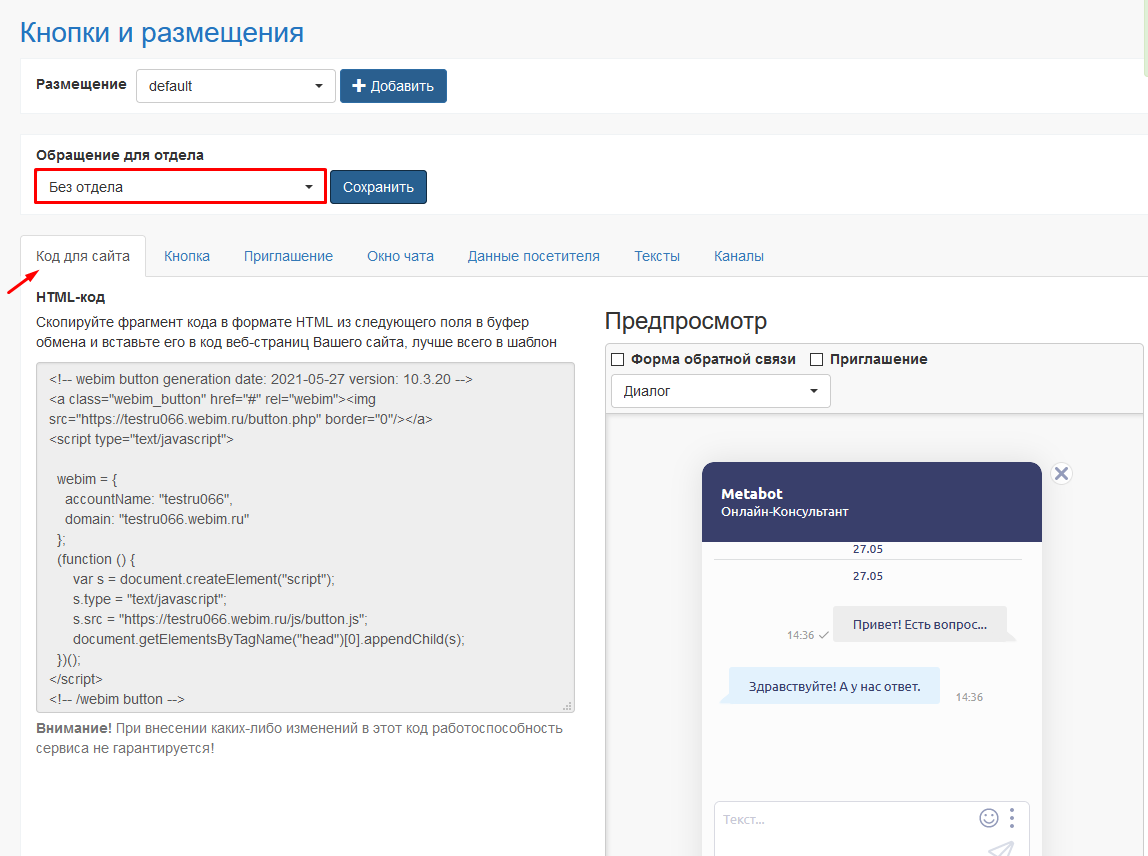 Кнопки и размещения
Размещение
default
Добавить
Обращение для отдела
Без отдела
Сохранить
Код для сайта
Кнопка
Приглашение
Окно чата
Данные посетителя
Тексты
Каналы
HTML-код
Скопируйте фрагмент кода в формате HTML из следующего поля в буфер
обмена и вставьте его в код веб-страниц Вашего сайта, лучше всего в шаблон
<!-- webim button generation date: 2021-05-27 version: 10.3.20 -->
<a class="webim_button" href="#" rel="webim"><img
src="https://testru066.webim.ru/button.php" border="0"/></a>
<script type="text/javascript">
webim = {
accountName: "testru066",
domain: "testru066.webim.ru"
};
(function () {
var s = document.createElement("script");
s.type = "text/javascript";
s.src = "https://testru066.webim.ru/js/button.js";
document.getElementsByTagName("head")[0].appendChild(s);
})();
</script>
<!-- /webim button -->
Внимание! При внесении каких-либо изменений в этот код работоспособность
сервиса не гарантируется!
Предпросмотр
Форма обратной связи
Приглашение
Диалог
Metabot
Онлайн-Консультант
27.05
27.05
14:36
Привет! Есть вопрос...
Здравствуйте! А у нас ответ.
14:36
Текст...